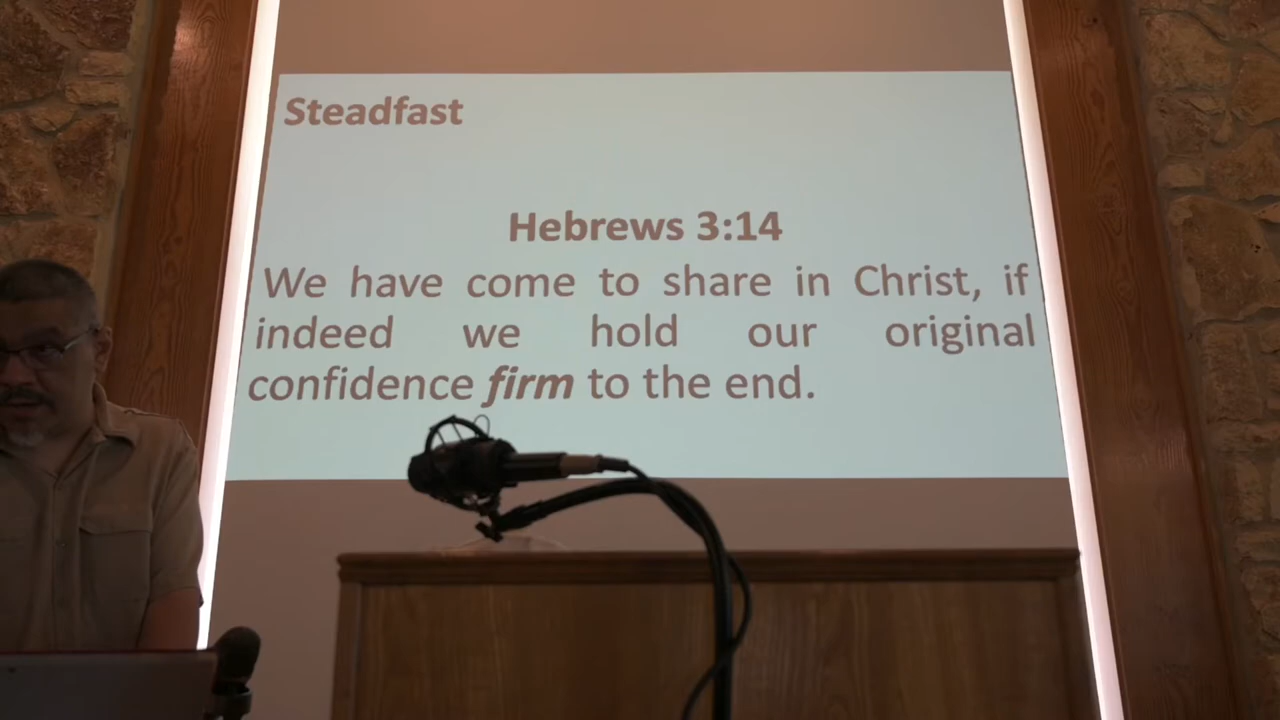 Steadfast
Hebrews 3:14
We have come to share in Christ, if
indeed we hold our original
confidence firm to the end.